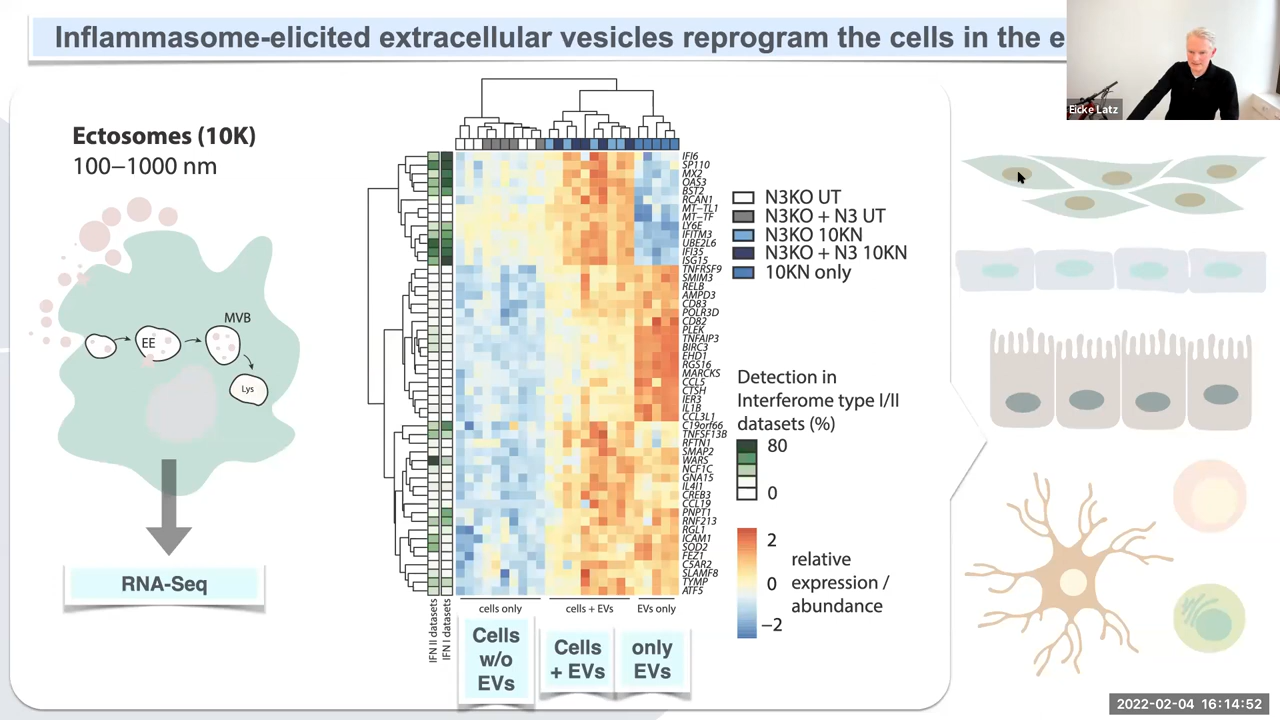 Inflammasome-elicited extracellular vesicles reprogram the cells in the e
Eicke Latz
Ectosomes (10K)
100–1000 nm
MVB
EE
Lys
RNA-Seq
IFI6
SP110
MX2
OAS3
BST2
RCAN1
MT−TL1
MT−TF
LY6E
IFITM3
UBE2L6
IFI35
ISG15
TNFRSF9
SMIM3
RELB
AMPD3
CD83
POLR3D
CD82
PLEK
TNFAIP3
BIRC3
EHD1
RGS16
MARCKS
CCL5
CTSH
IER3
IL1B
CCL3L1
C19orf66
TNFSF13B
RFTN1
SMAP2
WARS
NCF1C
GNA15
IL4I1
CREB3
CCL19
PNPT1
RNF213
RGL1
ICAM1
SOD2
FEZ1
C5AR2
SLAMF8
TYMP
ATF5
N3KO UT
N3KO + N3 UT
N3KO 10KN
N3KO + N3 10KN
10KN only
Detection in
Interferome type I/II
datasets (%)
80
0
2
0
−2
relative
expression /
abundance
IFN II datasets
IFN I datasets
cells only
cells + EVs
EVs only
Cells
w/o
EVs
Cells
+ EVs
only
EVs
2022-02-04 16:14:52